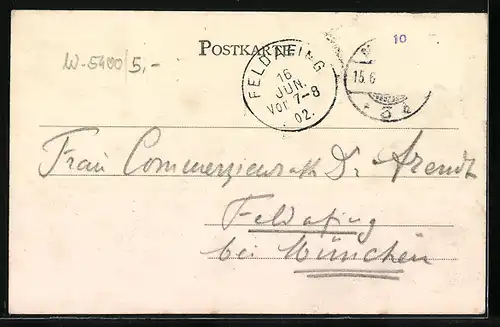 10
POSTKARTE
W-5400/5,-
FELDAFING
16
JUN.
Vor 7-8
02.
15.6
Frau Commerzienrath Dr Arendt
Feldafing
bei München